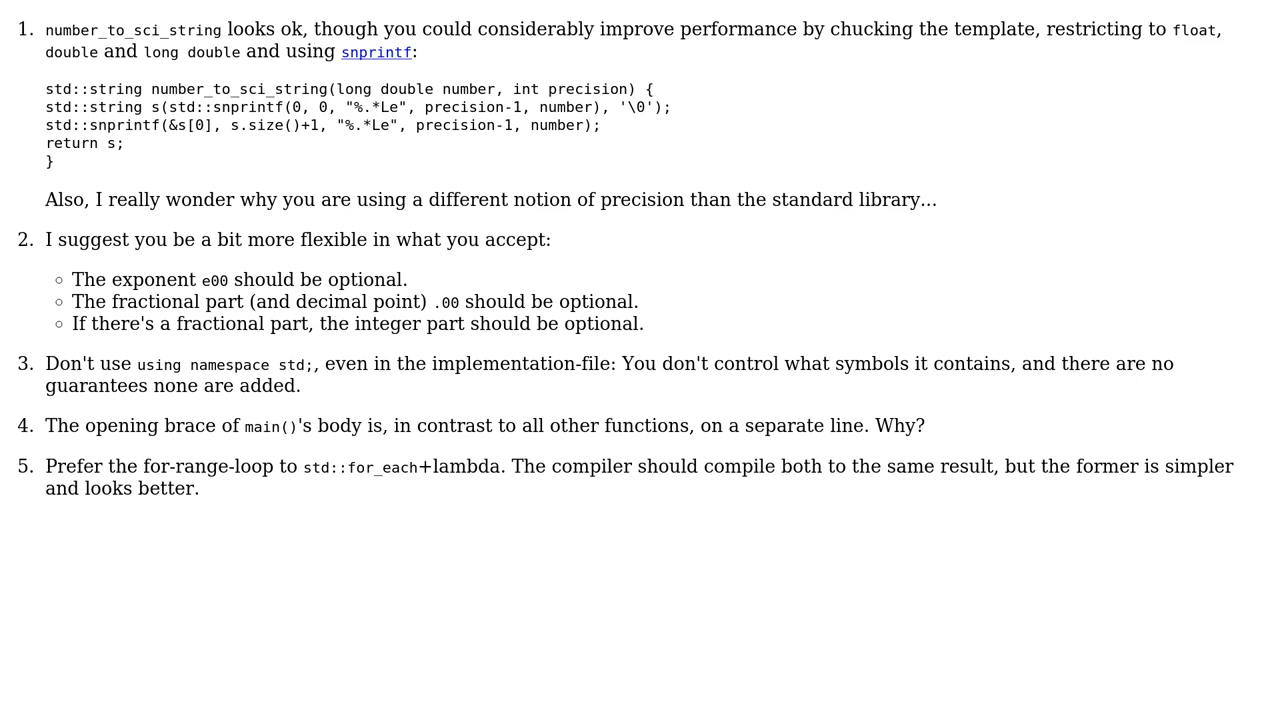 1. number_to_sci_string looks ok, though you could considerably improve performance by chucking the template, restricting to float,
double and long double and using snprintf:
std::string number_to_sci_string(long double number, int precision) {
std::string s(std::snprintf(0, 0, "%.*Le", precision-1, number), '\0');
std::snprintf(&s[0], s.size()+1, "%.*Le", precision-1, number);
return s;
}
Also, I really wonder why you are using a different notion of precision than the standard library...
2. I suggest you be a bit more flexible in what you accept:
◦ The exponent e00 should be optional.
◦ The fractional part (and decimal point) .00 should be optional.
◦ If there's a fractional part, the integer part should be optional.
3. Don't use using namespace std;, even in the implementation-file: You don't control what symbols it contains, and there are no
guarantees none are added.
4. The opening brace of main()'s body is, in contrast to all other functions, on a separate line. Why?
5. Prefer the for-range-loop to std::for_each+lambda. The compiler should compile both to the same result, but the former is simpler
and looks better.